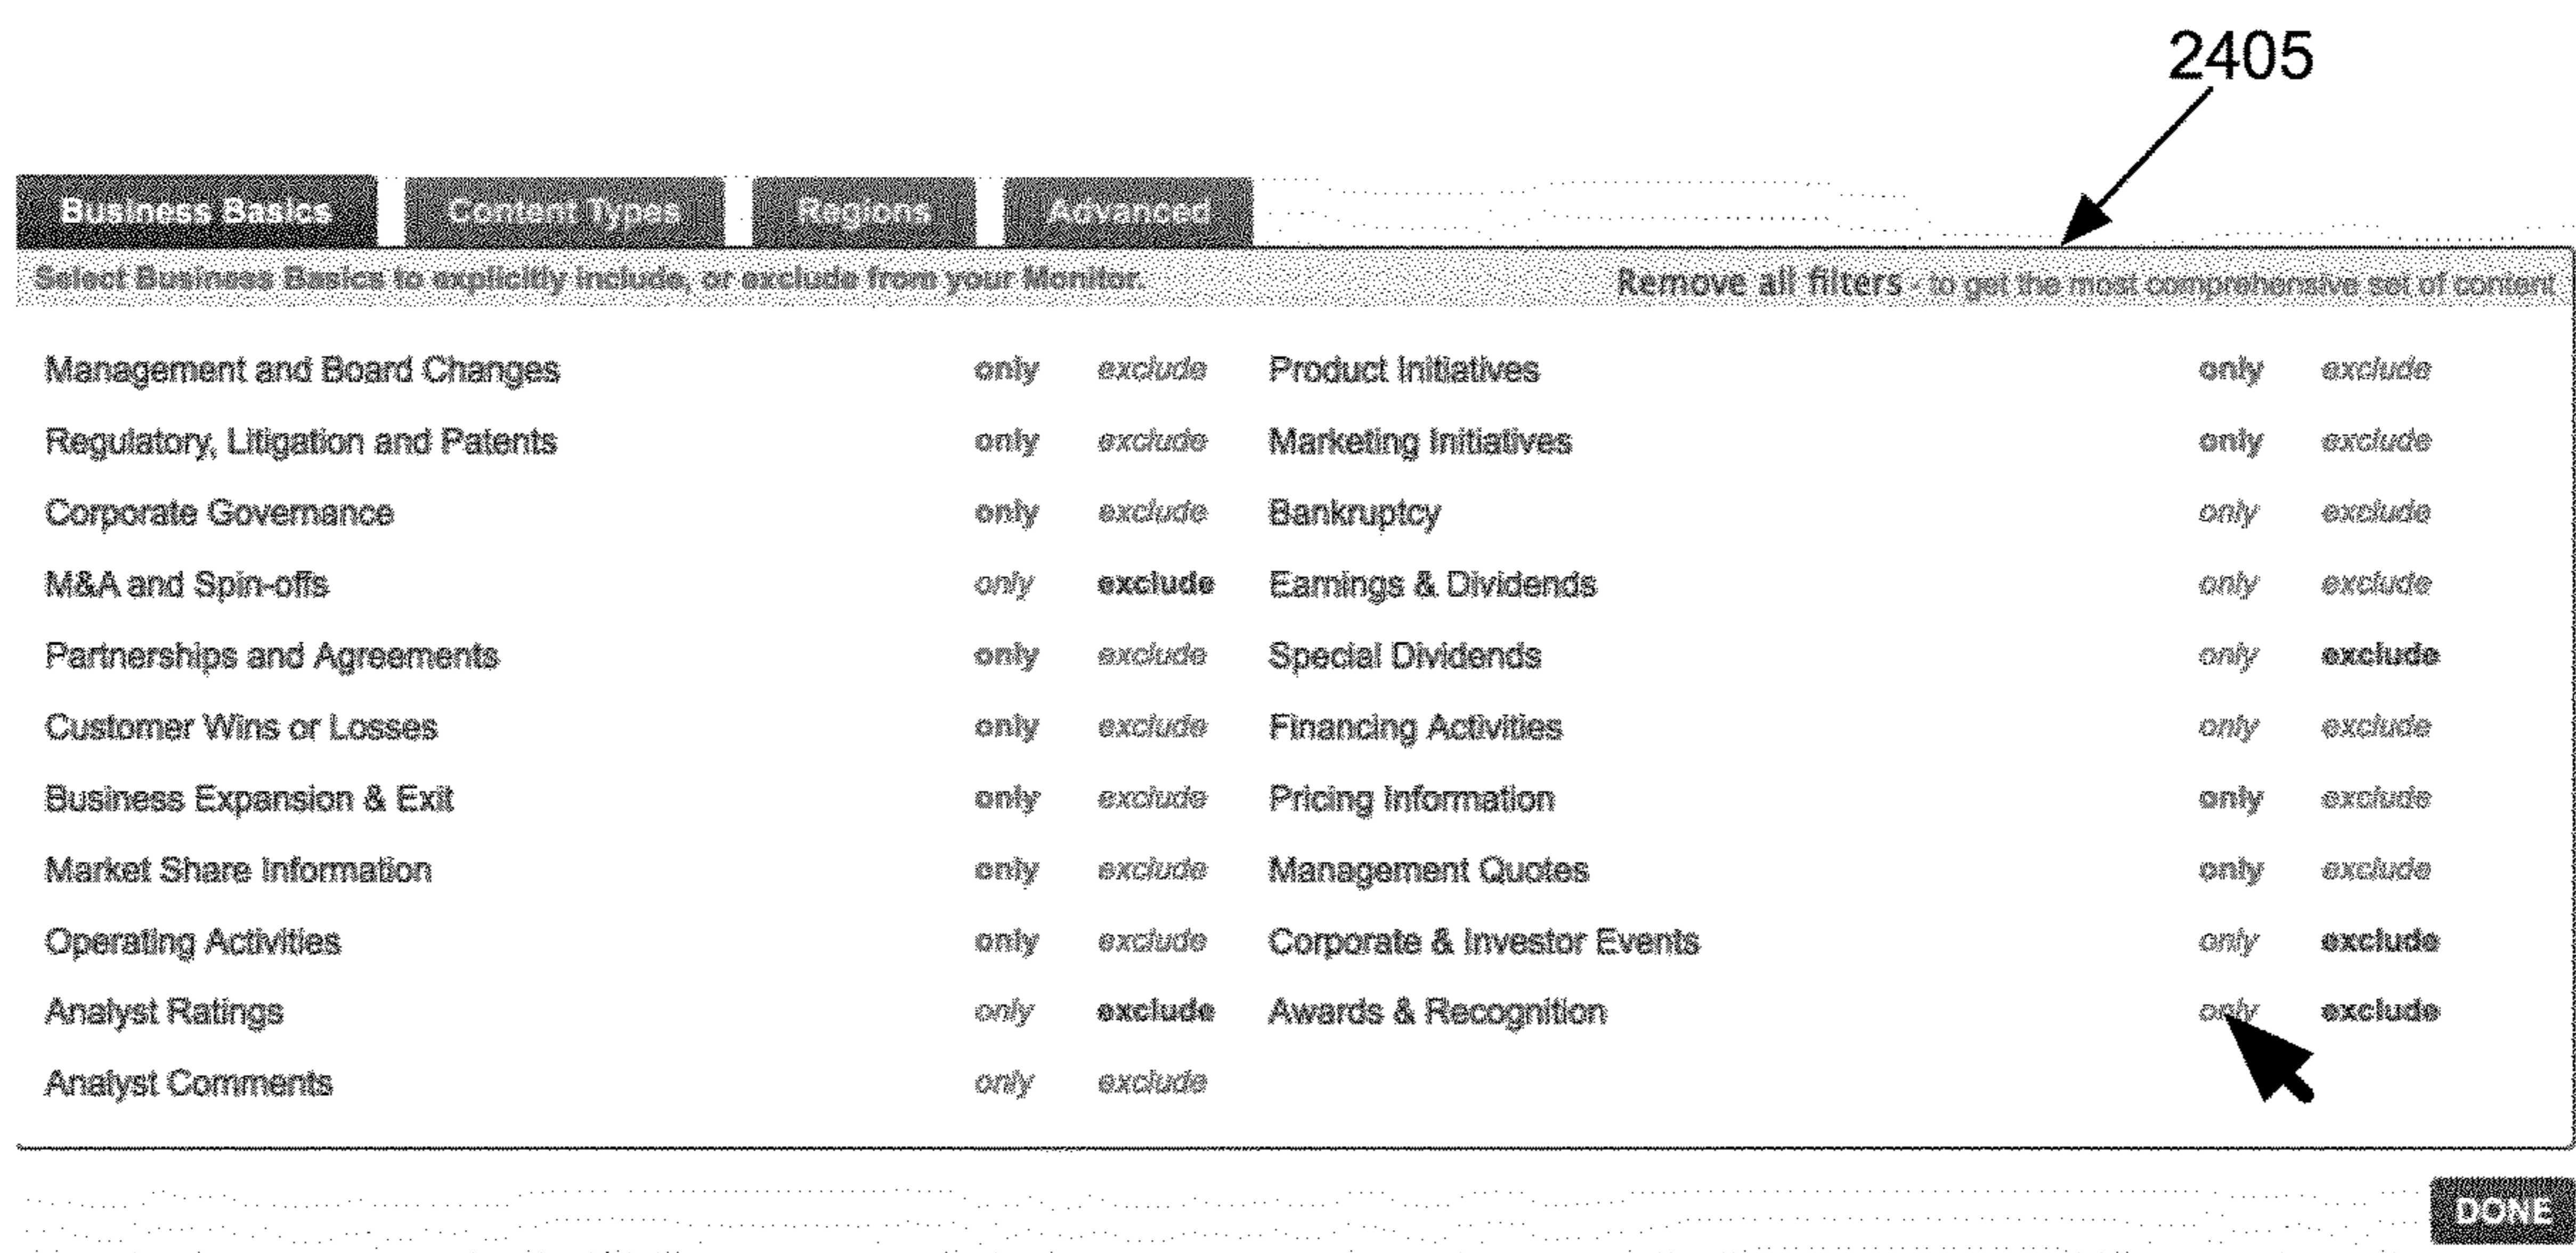 2405
Business Basics Content Types Regions Advanced
Select Business Basics to explicitly include, or exclude from your Monitor. Remove all filters - to get the most comprehensive set of content
Management and Board Changes only exclude Product Initiatives only exclude
Regulatory, Litigation and Patents only exclude Marketing Initiatives only exclude
Corporate Governance only exclude Bankruptcy only exclude
M&A and Spin-offs only exclude Earnings & Dividends only exclude
Partnerships and Agreements only exclude Special Dividends only exclude
Customer Wins or Losses only exclude Financing Activities only exclude
Business Expansion & Exit only exclude Pricing Information only exclude
Market Share Information only exclude Management Quotes only exclude
Operating Activities only exclude Corporate & Investor Events only exclude
Analyst Ratings only exclude Awards & Recognition only exclude
Analyst Comments only exclude
DONE